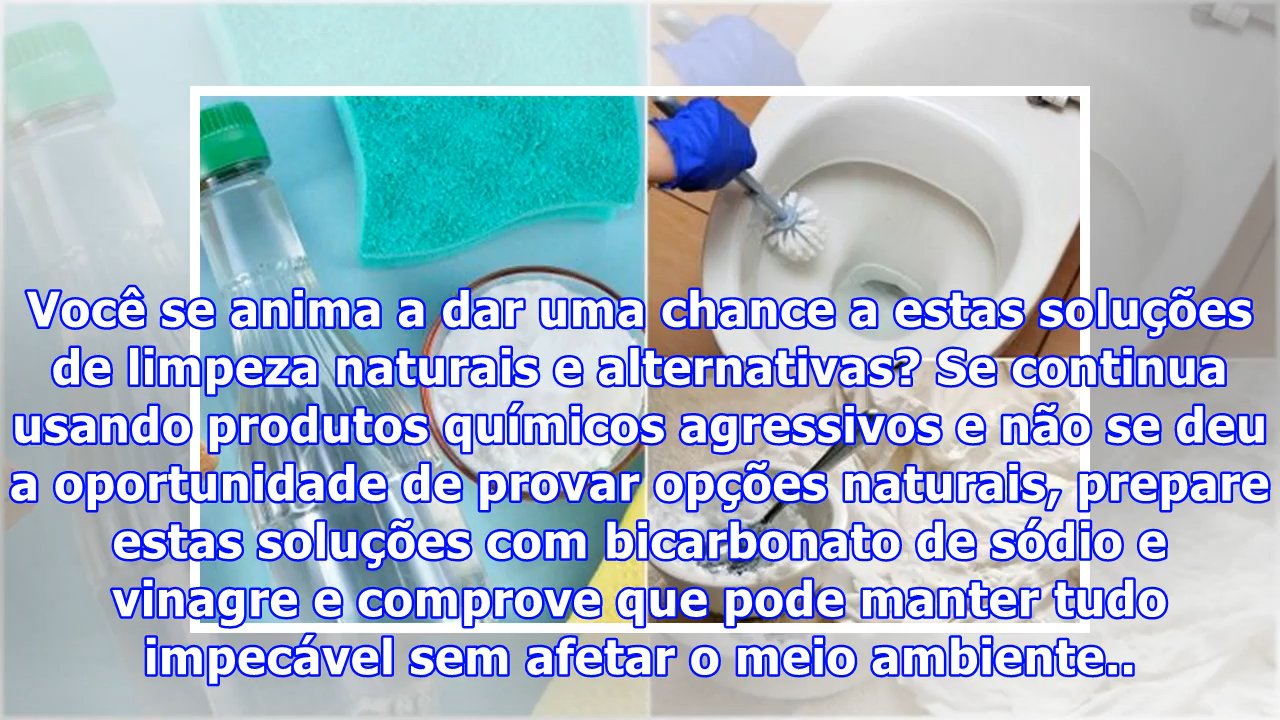 Você se anima a dar uma chance a estas soluções
de limpeza naturais e alternativas? Se continua
usando produtos químicos agressivos e não se deu
a oportunidade de provar opções naturais, prepare
estas soluções com bicarbonato de sódio e
vinagre e comprove que pode manter tudo
impecável sem afetar o meio ambiente..